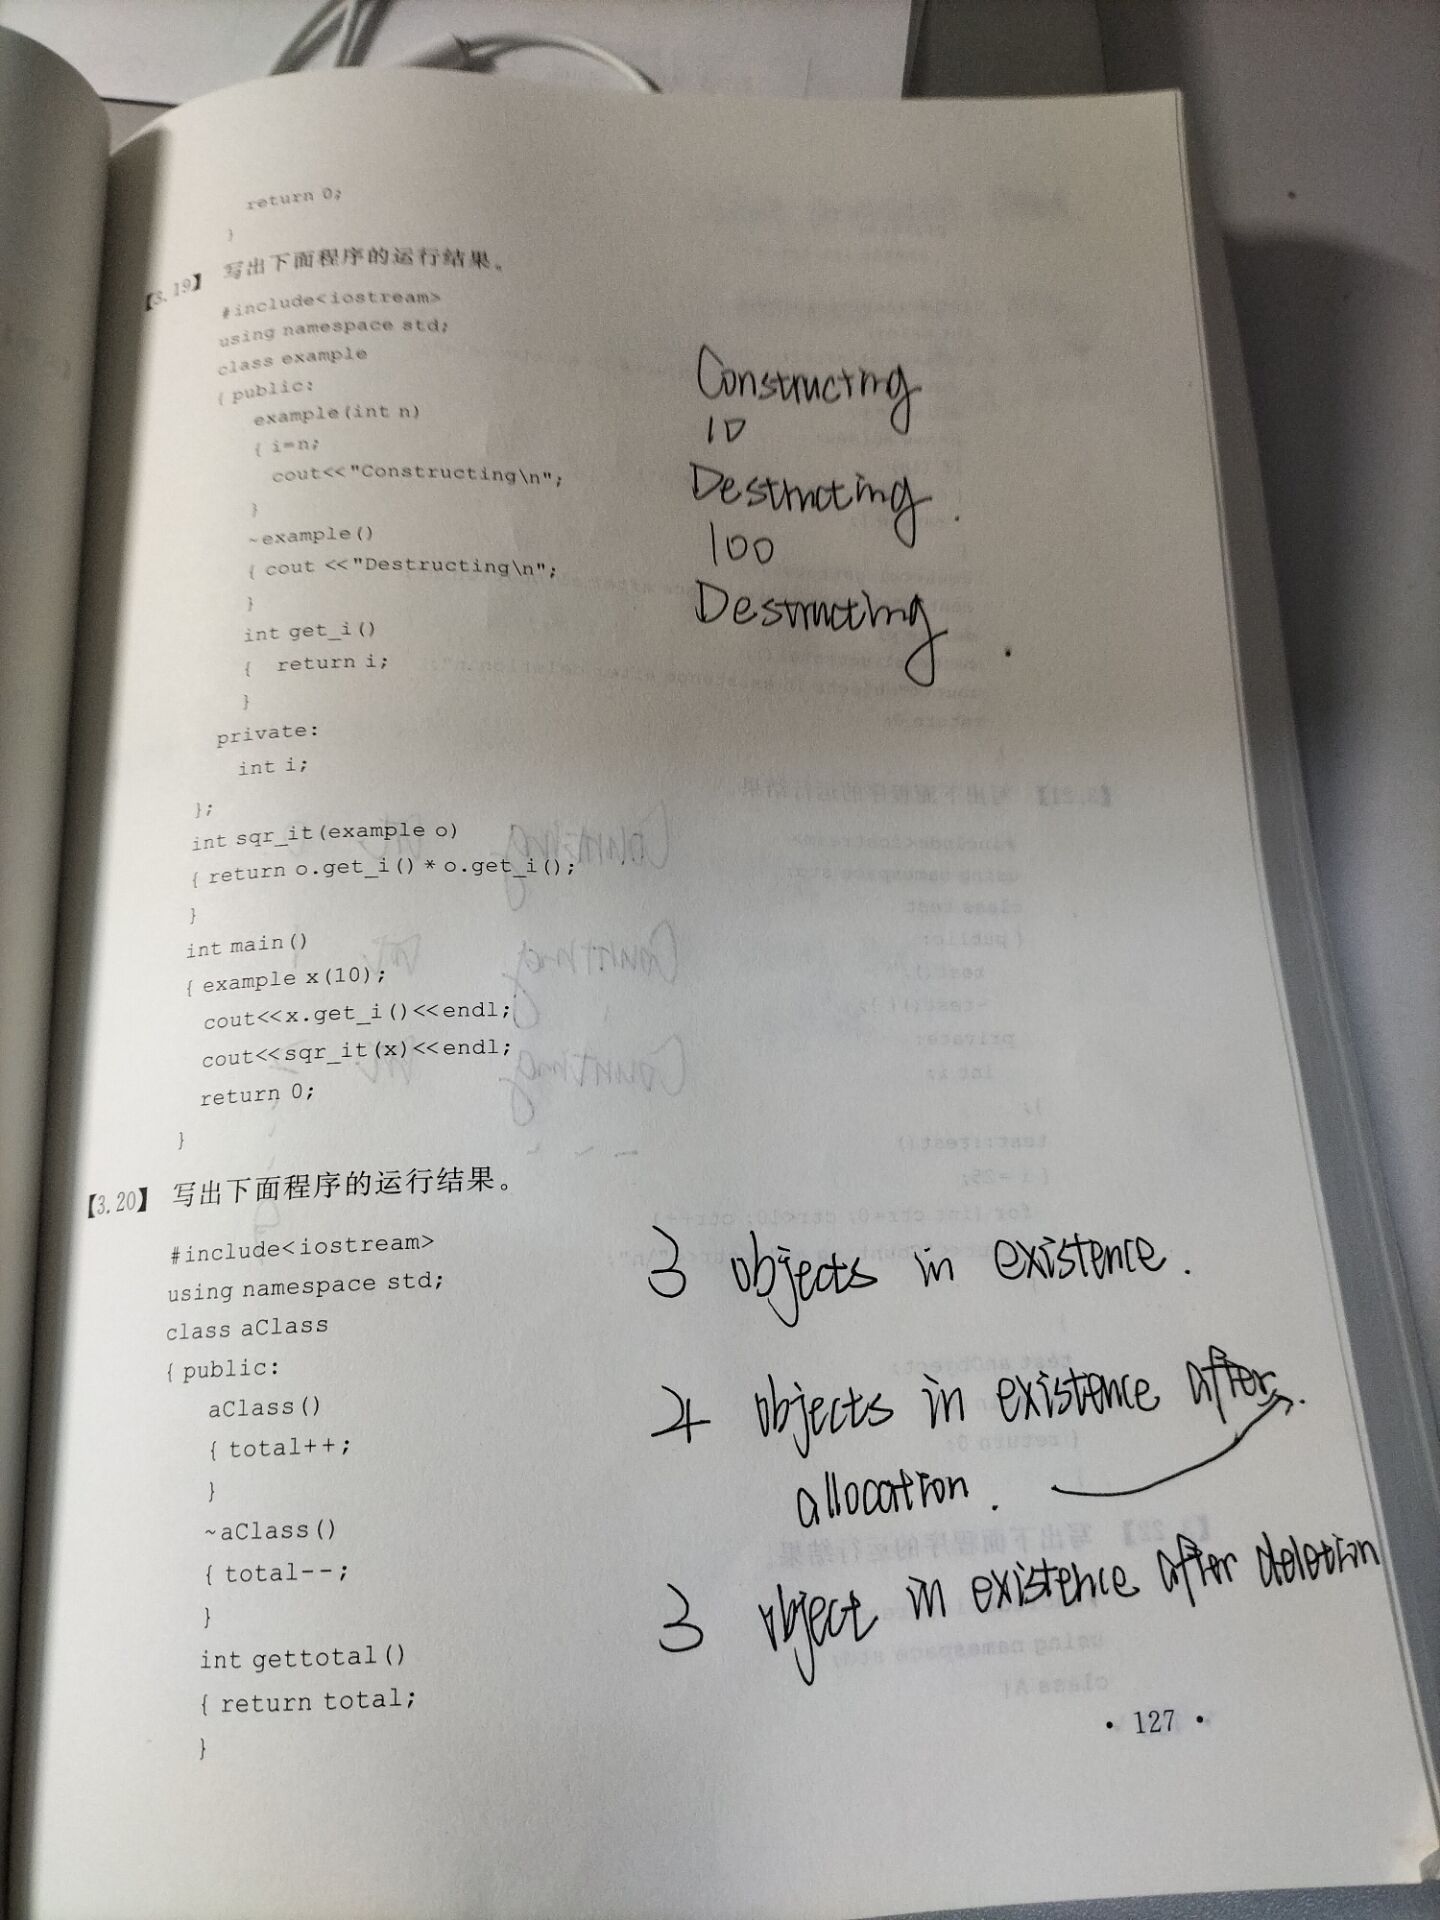 return 0;
}
【3.19】 写出下面程序的运行结果。
#include<iostream>
using namespace std;
class example
{ public:
example(int n)
{ i=n;
cout<<"Constructing\n";
}
~example()
{ cout <<"Destructing\n";
}
int get_i()
{ return i;
}
private:
int i;
};
int sqr_it(example o)
{ return o.get_i() * o.get_i();
}
int main()
{ example x(10);
cout<<x.get_i()<<endl;
cout<<sqr_it(x)<<endl;
return 0;
}
Constructing
10
Destructing.
100
Destructing.
【3.20】 写出下面程序的运行结果。
#include<iostream>
using namespace std;
class aClass
{ public:
aClass()
{ total++;
}
~aClass()
{ total--;
}
int gettotal()
{ return total;
}
3 objects in existence.
4 objects in existence after.
allocation.
3 object in existence after deletion
· 127 ·